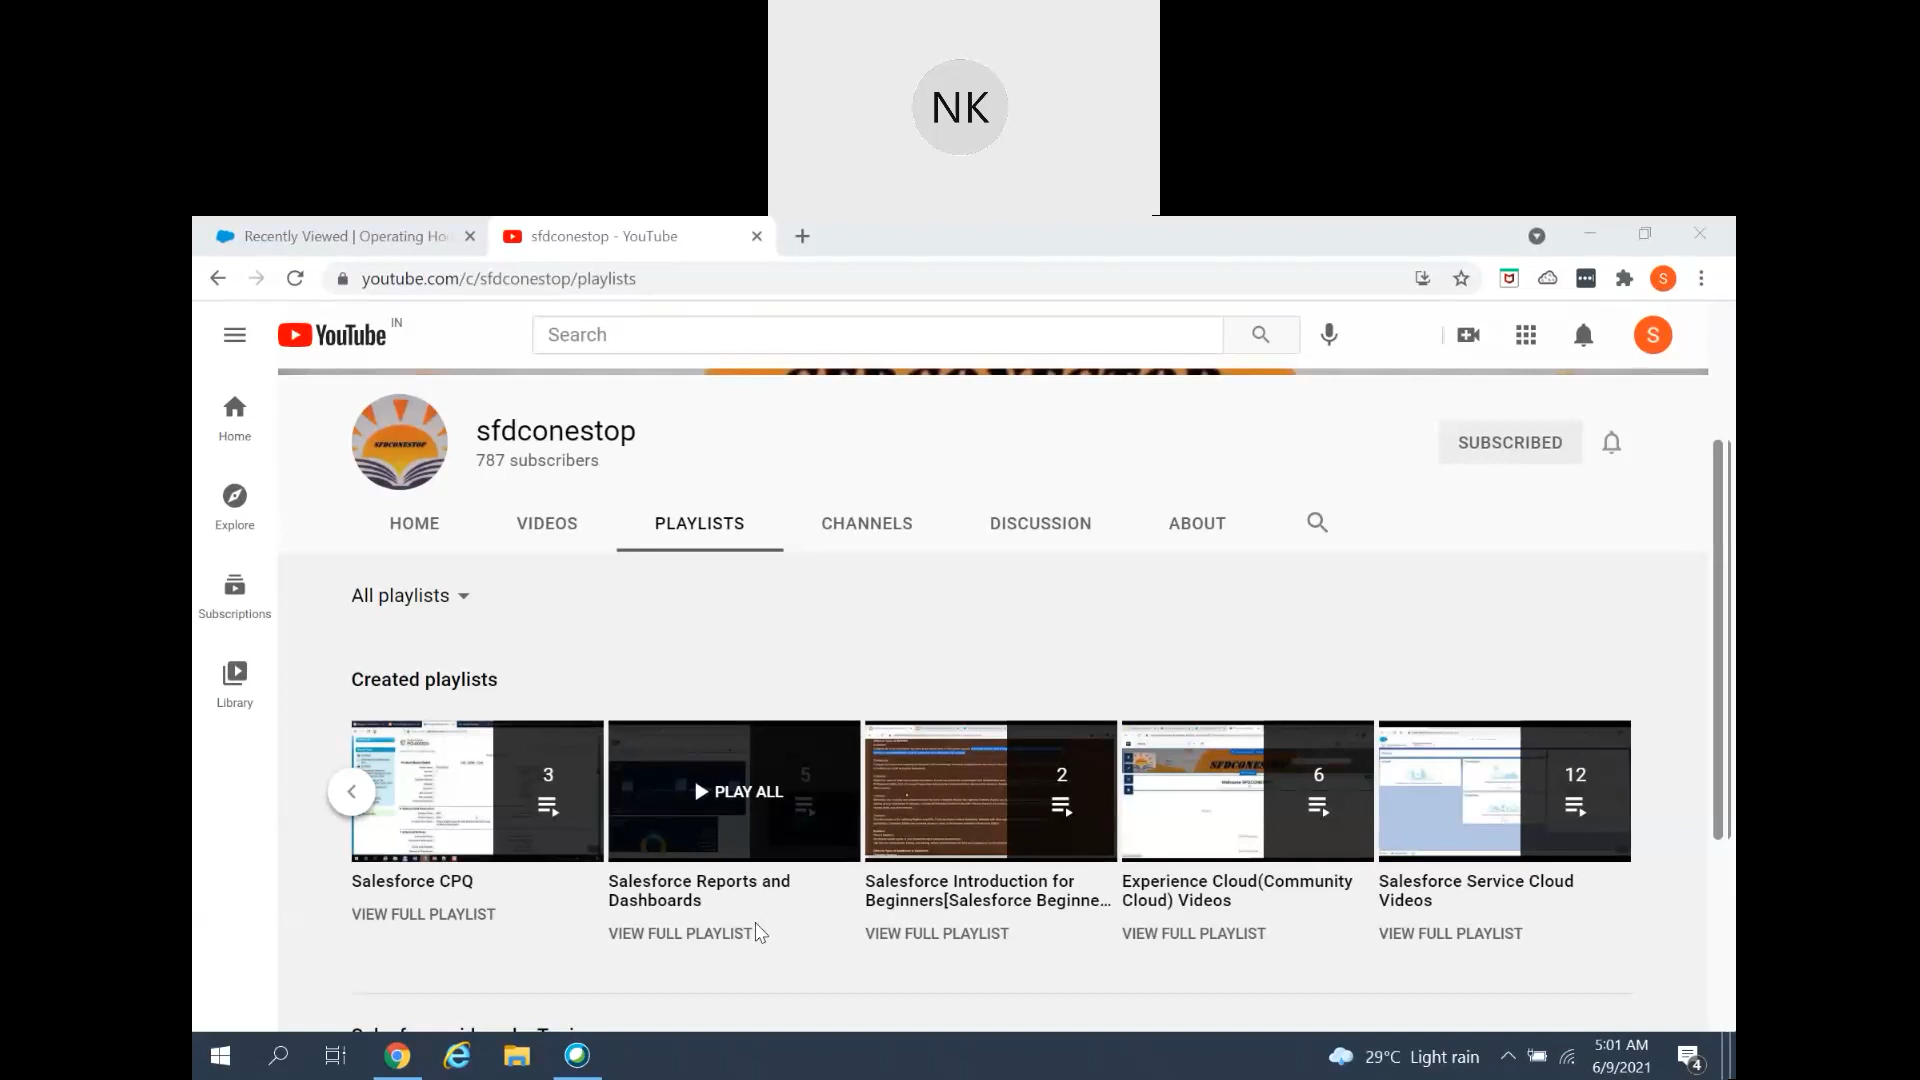 NK
Recently Viewed | Operating Ho
sfdconestop - YouTube
youtube.com/c/sfdconestop/playlists
S
YouTube
IN
Search
S
Home
Explore
Subscriptions
Library
SFDCONESTOP
sfdconestop
787 subscribers
SUBSCRIBED
HOME
VIDEOS
PLAYLISTS
CHANNELS
DISCUSSION
ABOUT
All playlists
Created playlists
3
5
PLAY ALL
2
6
12
Salesforce CPQ
VIEW FULL PLAYLIST
Salesforce Reports and
Dashboards
VIEW FULL PLAYLIST
Salesforce Introduction for
Beginners[Salesforce Beginne...
VIEW FULL PLAYLIST
Experience Cloud(Community
Cloud) Videos
VIEW FULL PLAYLIST
Salesforce Service Cloud
Videos
VIEW FULL PLAYLIST
29°C Light rain
5:01 AM
6/9/2021
4